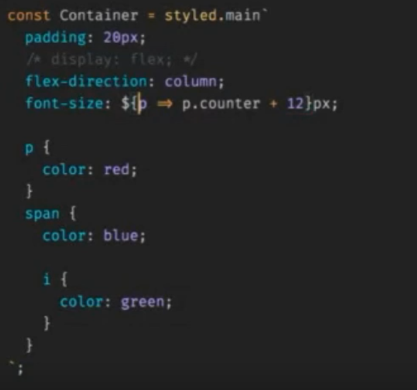 const Container = styled.main`
padding: 20px;
/* display: flex; */
flex-direction: column;
font-size: ${p => p.counter + 12}px;
p {
color: red;
}
span {
color: blue;
i {
color: green;
}
}
`;